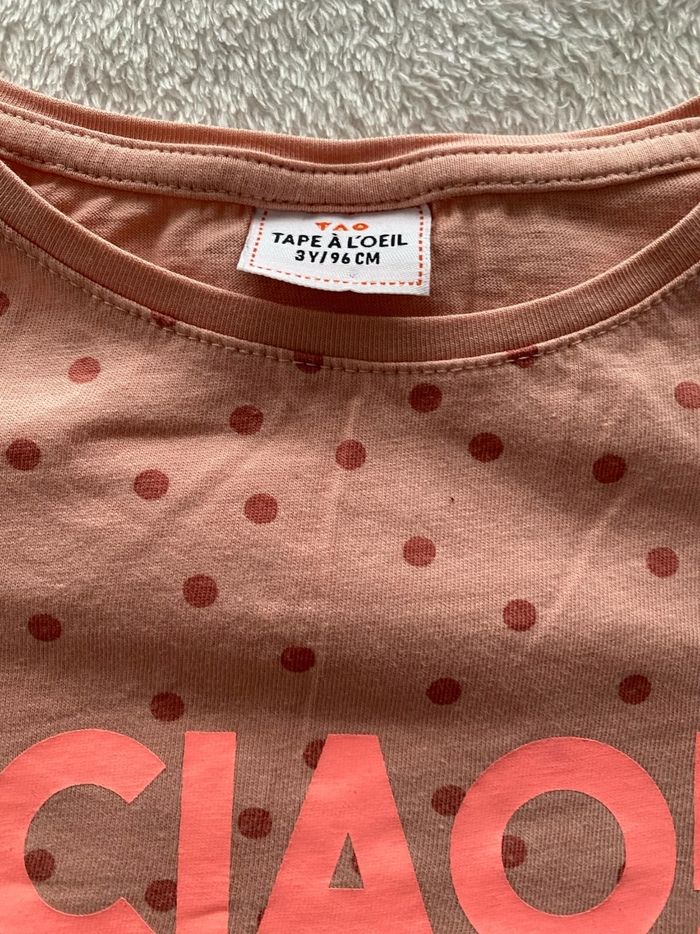 TAO
TAPE À L'OEIL
3Y/96 CM
CIAO!